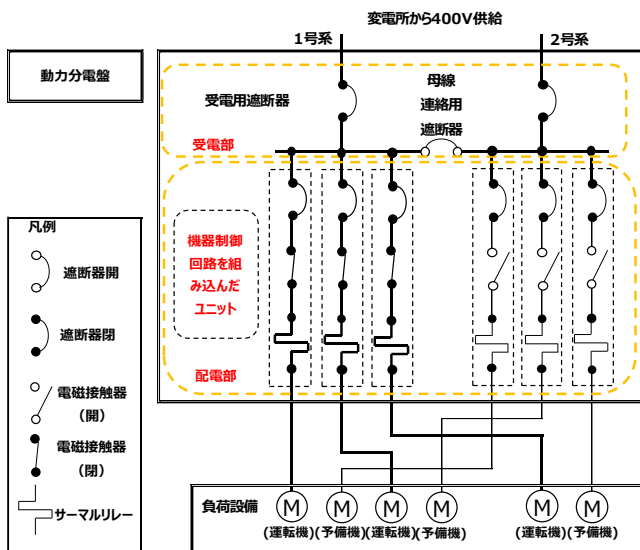 変電所から400V供給
1号系
2号系
動力分電盤
受電用遮断器
母線
連絡用
遮断器
受電部
機器制御
回路を組
み込んだ
ユニット
配電部
凡例
遮断器開
遮断器閉
電磁接触器
(開)
電磁接触器
(閉)
サーマルリレー
負荷設備
M M M M M M
(運転機)(予備機)(運転機)(予備機) (運転機)(予備機)